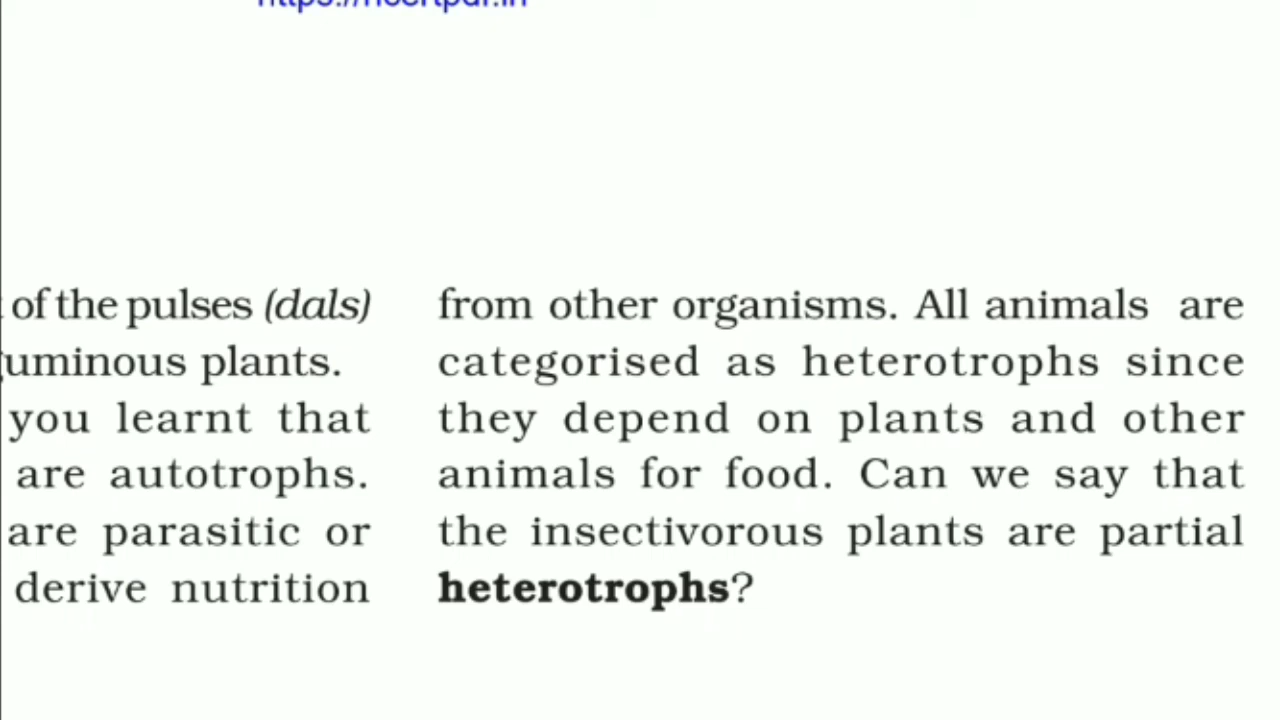 of the pulses (dals)
uminous plants.
you learnt that
are autotrophs.
are parasitic or
derive nutrition
from other organisms. All animals are
categorised as heterotrophs since
they depend on plants and other
animals for food. Can we say that
the insectivorous plants are partial
heterotrophs?